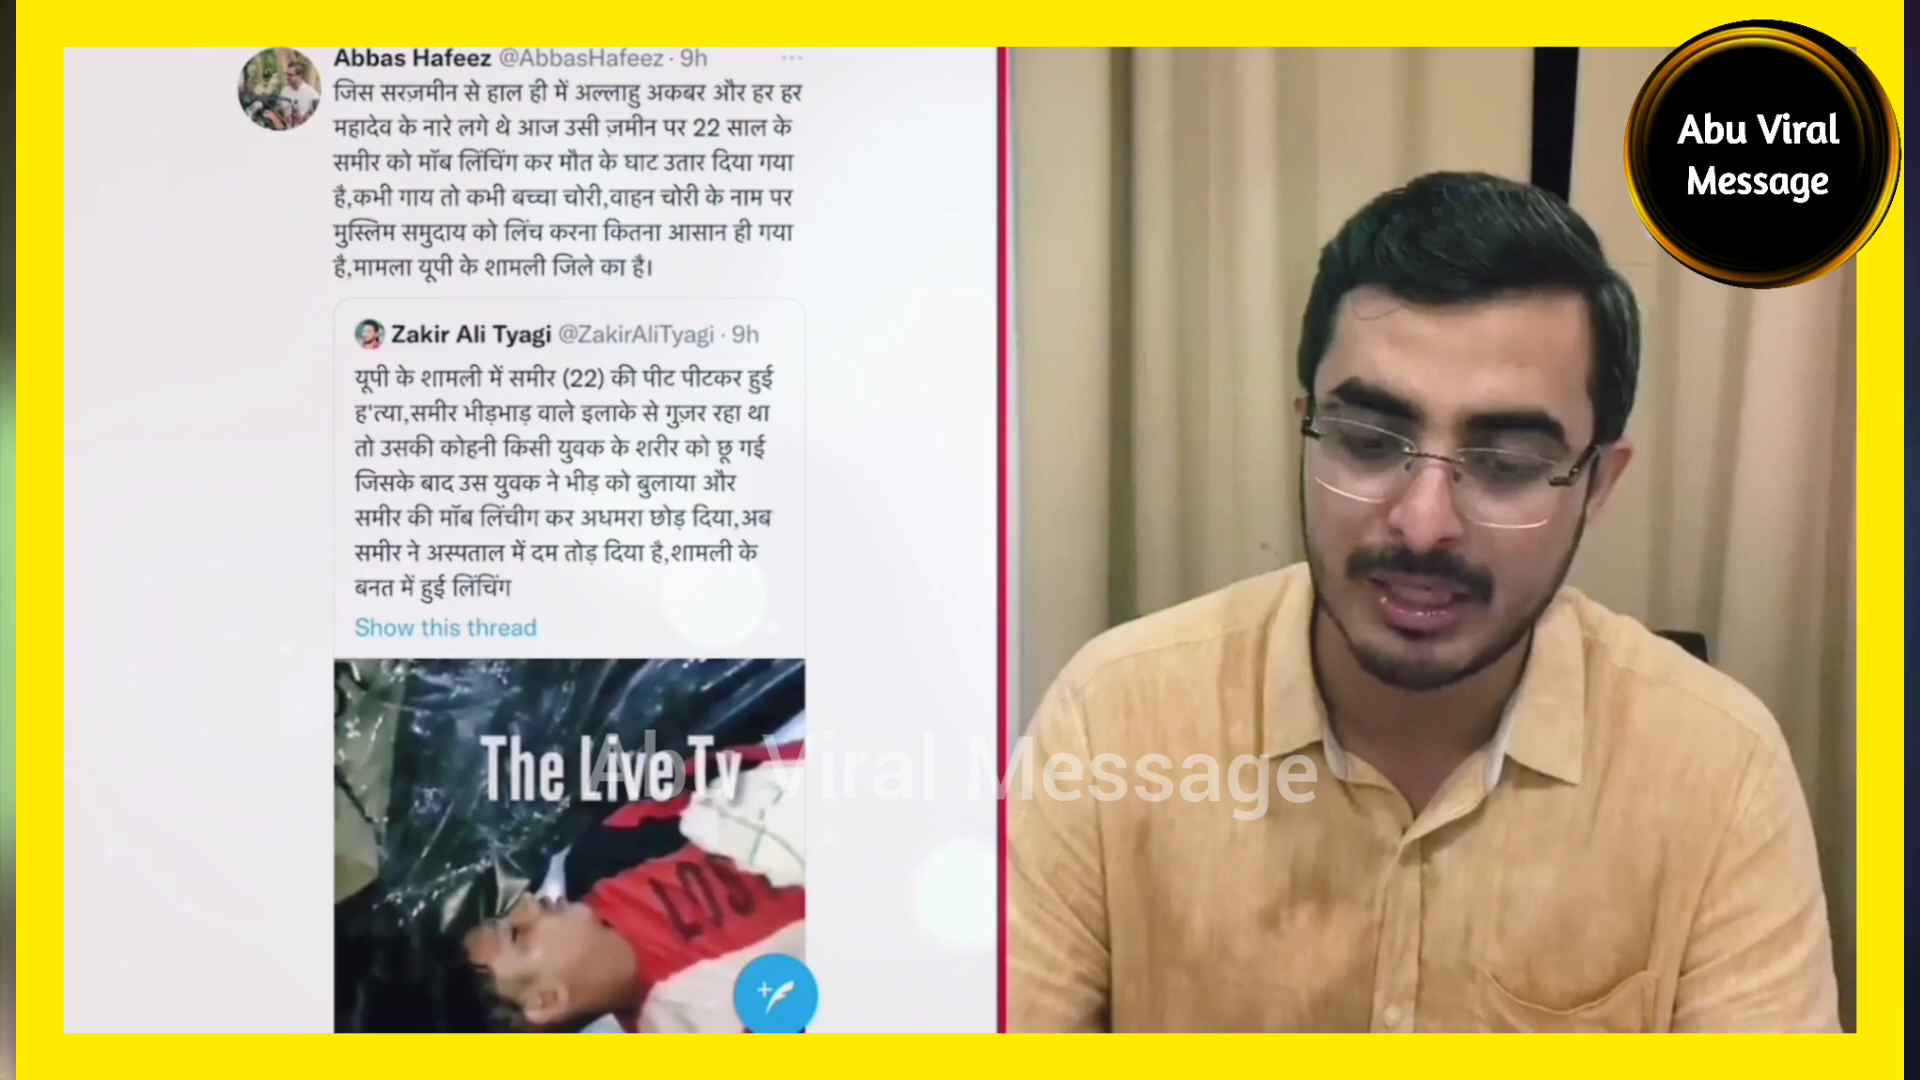 Abbas Hafeez @AbbasHafeez · 9h
जिस सरज़मीन से हाल ही में अल्लाहु अकबर और हर हर
महादेव के नारे लगे थे आज उसी ज़मीन पर 22 साल के
समीर को मॉब लिंचिंग कर मौत के घाट उतार दिया गया
है,कभी गाय तो कभी बच्चा चोरी,वाहन चोरी के नाम पर
मुस्लिम समुदाय को लिंच करना कितना आसान ही गया
है,मामला यूपी के शामली जिले का है।
Zakir Ali Tyagi @ZakirAliTyagi · 9h
यूपी के शामली में समीर (22) की पीट पीटकर हुई
ह'त्या,समीर भीड़भाड़ वाले इलाके से गुज़र रहा था
तो उसकी कोहनी किसी युवक के शरीर को छू गई
जिसके बाद उस युवक ने भीड़ को बुलाया और
समीर की मॉब लिंचीग कर अधमरा छोड़ दिया,अब
समीर ने अस्पताल में दम तोड़ दिया है,शामली के
बनत में हुई लिंचिंग
Show this thread
The Live Tv
LOS
Abu Viral Message
Abu Viral
Message